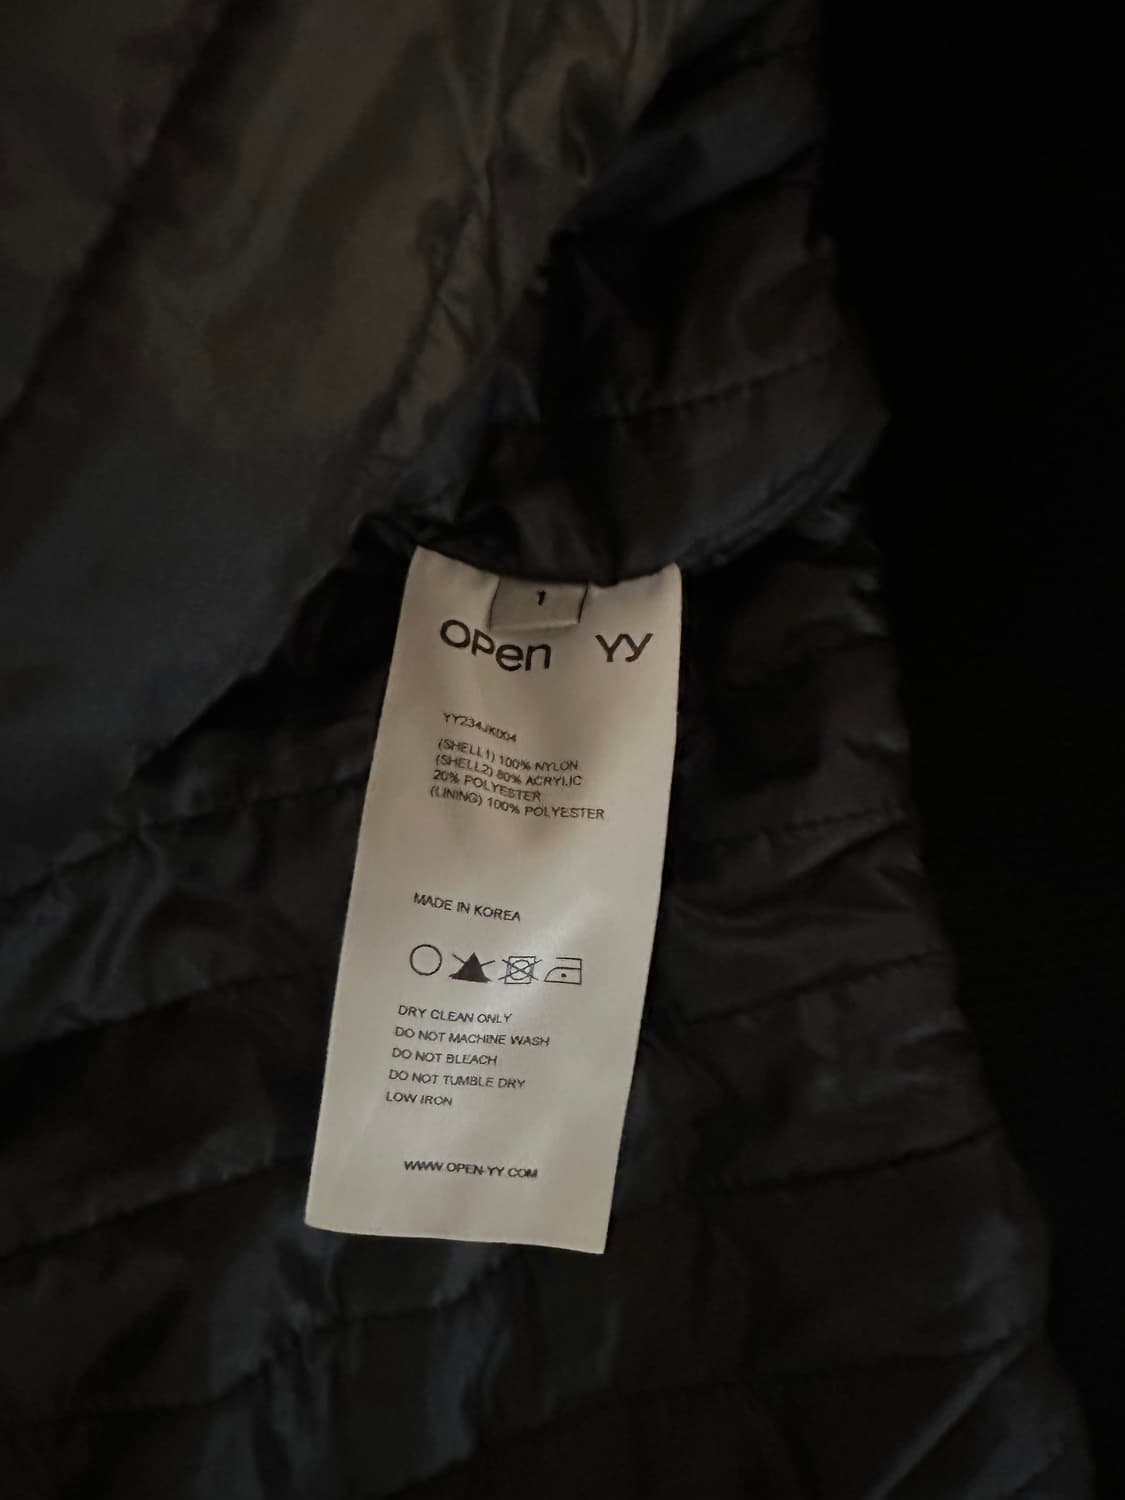 1
open YY
YY234JK004
(SHELL1) 100% NYLON
(SHELL2) 80% ACRYLIC
20% POLYESTER
(LINING) 100% POLYESTER
MADE IN KOREA
DRY CLEAN ONLY
DO NOT MACHINE WASH
DO NOT BLEACH
DO NOT TUMBLE DRY
LOW IRON
WWW.OPEN-YY.COM